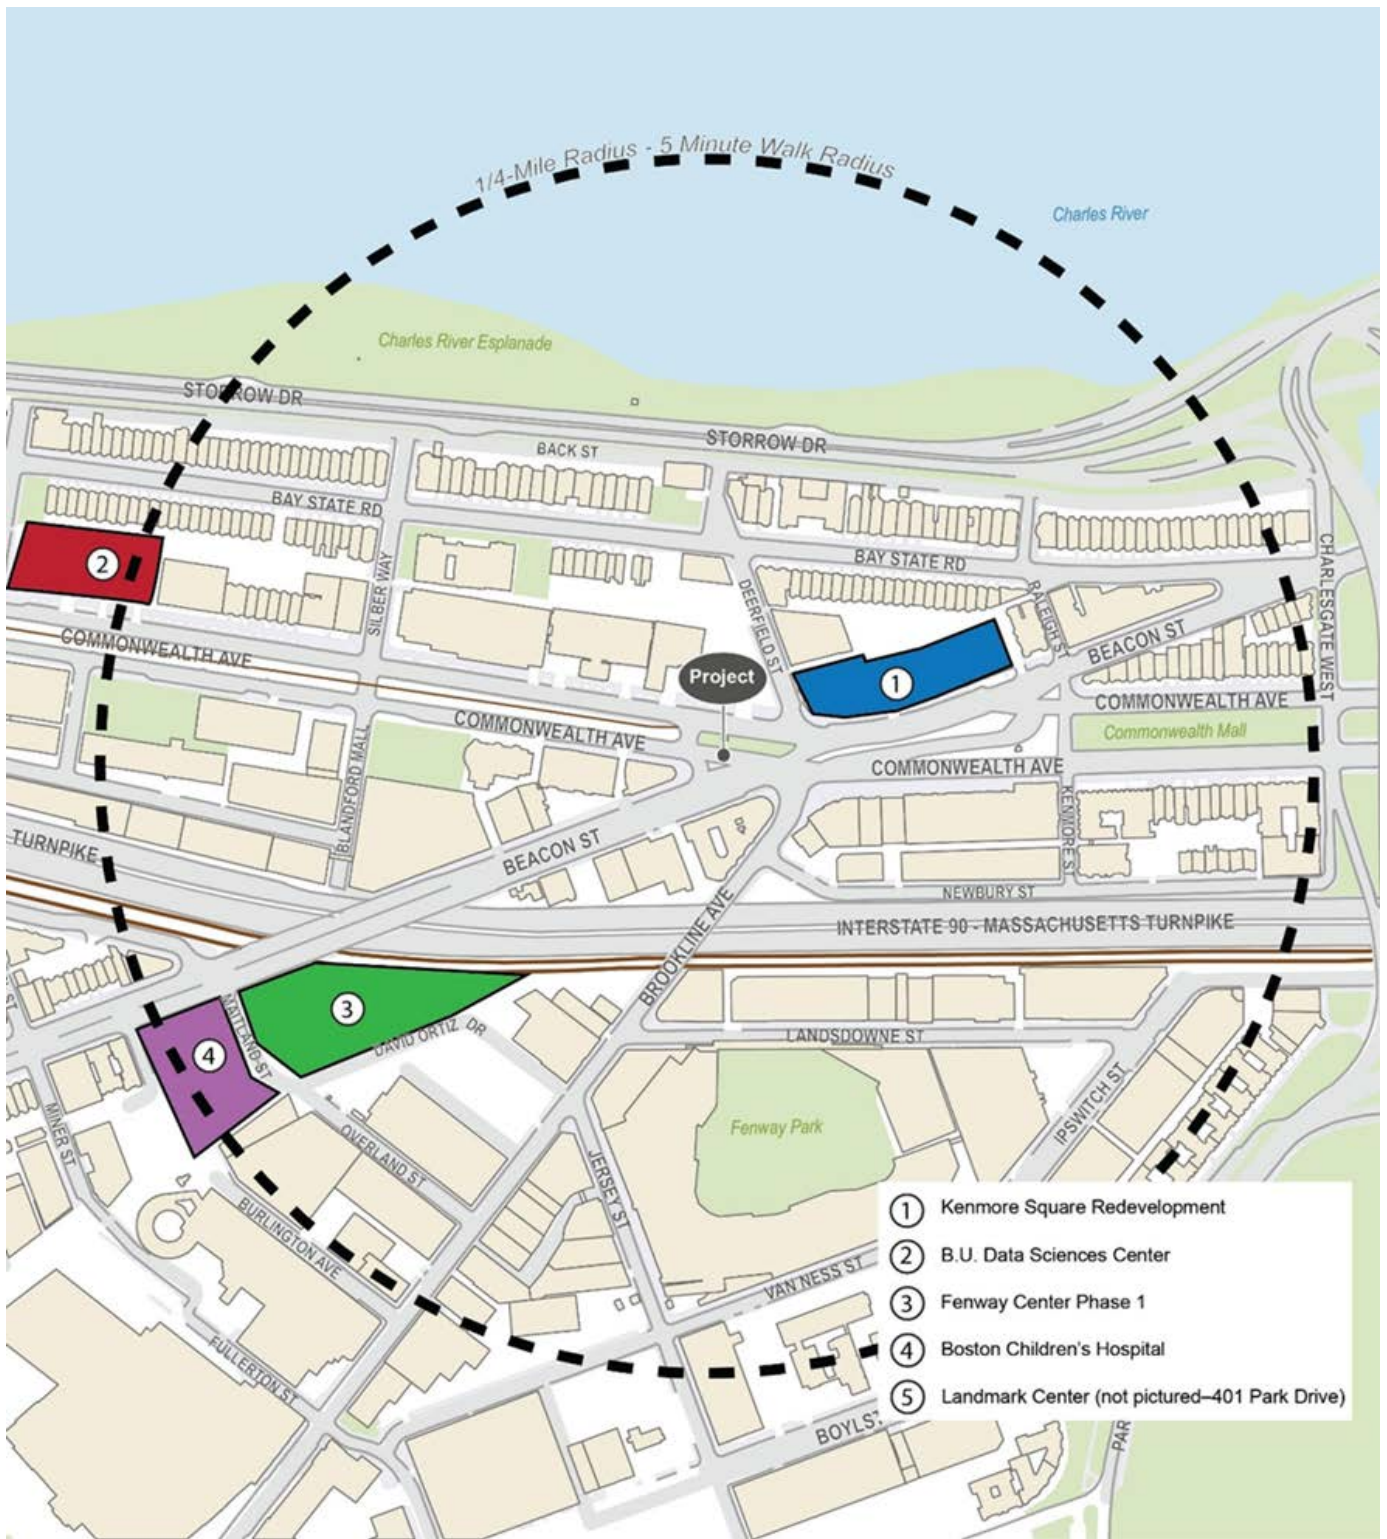 1/4-Mile Radius - 5 Minute Walk Radius
Charles River
Charles River Esplanade
STORROW DR
STORROW DR
BACK ST
BAY STATE RD
BAY STATE RD
2
SILBER WAY
DEERFIELD ST
RALEIGH ST
CHARLESGATE WEST
COMMONWEALTH AVE
BEACON ST
Project
1
COMMONWEALTH AVE
COMMONWEALTH AVE
Commonwealth Mall
COMMONWEALTH AVE
BLANDFORD MALL
KENMORE ST
TURNPIKE
BEACON ST
NEWBURY ST
BROOKLINE AVE
INTERSTATE 90 - MASSACHUSETTS TURNPIKE
3
MAITLAND ST
DAVID ORTIZ DR
LANDSDOWNE ST
4
MINER ST
OVERLAND ST
Fenway Park
IPSWITCH ST
JERSEY ST
BURLINGTON AVE
VAN NESS ST
FULLERTON ST
BOYLST
PAR
1 Kenmore Square Redevelopment
2 B.U. Data Sciences Center
3 Fenway Center Phase 1
4 Boston Children's Hospital
5 Landmark Center (not pictured–401 Park Drive)